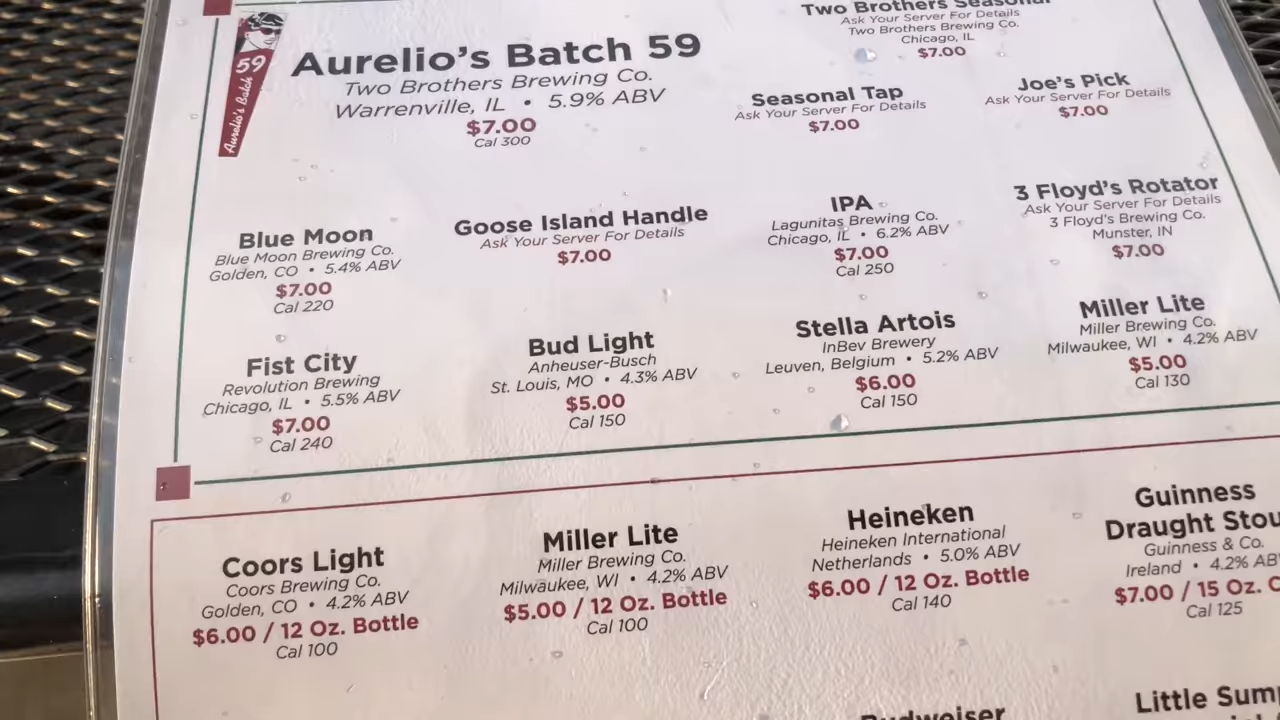 59
Aurelio's Batch
Aurelio's Batch 59
Two Brothers Brewing Co.
Warrenville, IL • 5.9% ABV
$7.00
Cal 300
Two Brothers Seasonal
Ask Your Server For Details
Two Brothers Brewing Co.
Chicago, IL
$7.00
Seasonal Tap
Ask Your Server For Details
$7.00
Joe's Pick
Ask Your Server For Details
$7.00
Blue Moon
Blue Moon Brewing Co.
Golden, CO • 5.4% ABV
$7.00
Cal 220
Goose Island Handle
Ask Your Server For Details
$7.00
IPA
Lagunitas Brewing Co.
Chicago, IL • 6.2% ABV
$7.00
Cal 250
3 Floyd's Rotator
Ask Your Server For Details
3 Floyd's Brewing Co.
Munster, IN
$7.00
Fist City
Revolution Brewing
Chicago, IL • 5.5% ABV
$7.00
Cal 240
Bud Light
Anheuser-Busch
St. Louis, MO • 4.3% ABV
$5.00
Cal 150
Stella Artois
InBev Brewery
Leuven, Belgium • 5.2% ABV
$6.00
Cal 150
Miller Lite
Miller Brewing Co.
Milwaukee, WI • 4.2% ABV
$5.00
Cal 130
Coors Light
Coors Brewing Co.
Golden, CO • 4.2% ABV
$6.00 / 12 Oz. Bottle
Cal 100
Miller Lite
Miller Brewing Co.
Milwaukee, WI • 4.2% ABV
$5.00 / 12 Oz. Bottle
Cal 100
Heineken
Heineken International
Netherlands • 5.0% ABV
$6.00 / 12 Oz. Bottle
Cal 140
Guinness
Draught Stou
Guinness & Co.
Ireland • 4.2% AB
$7.00 / 15 Oz. C
Cal 125
Budweiser
Little Sum